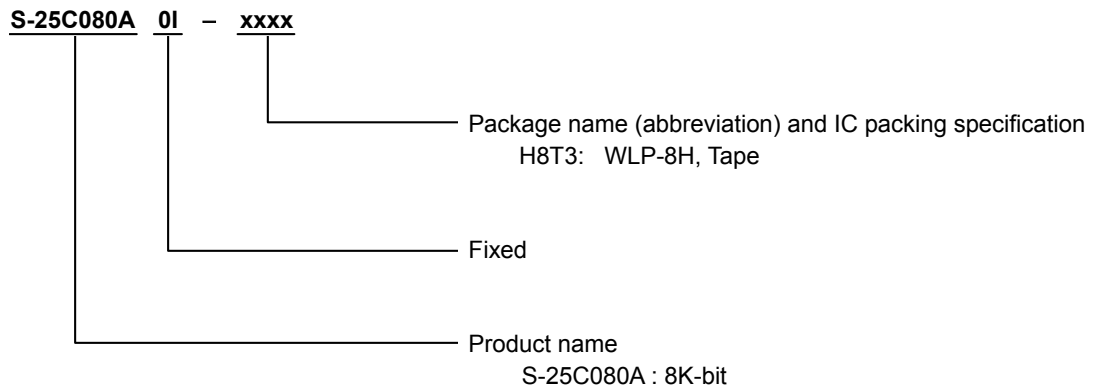 S-25C080A 0I – xxxx
Package name (abbreviation) and IC packing specification
H8T3: WLP-8H, Tape
Fixed
Product name
S-25C080A : 8K-bit